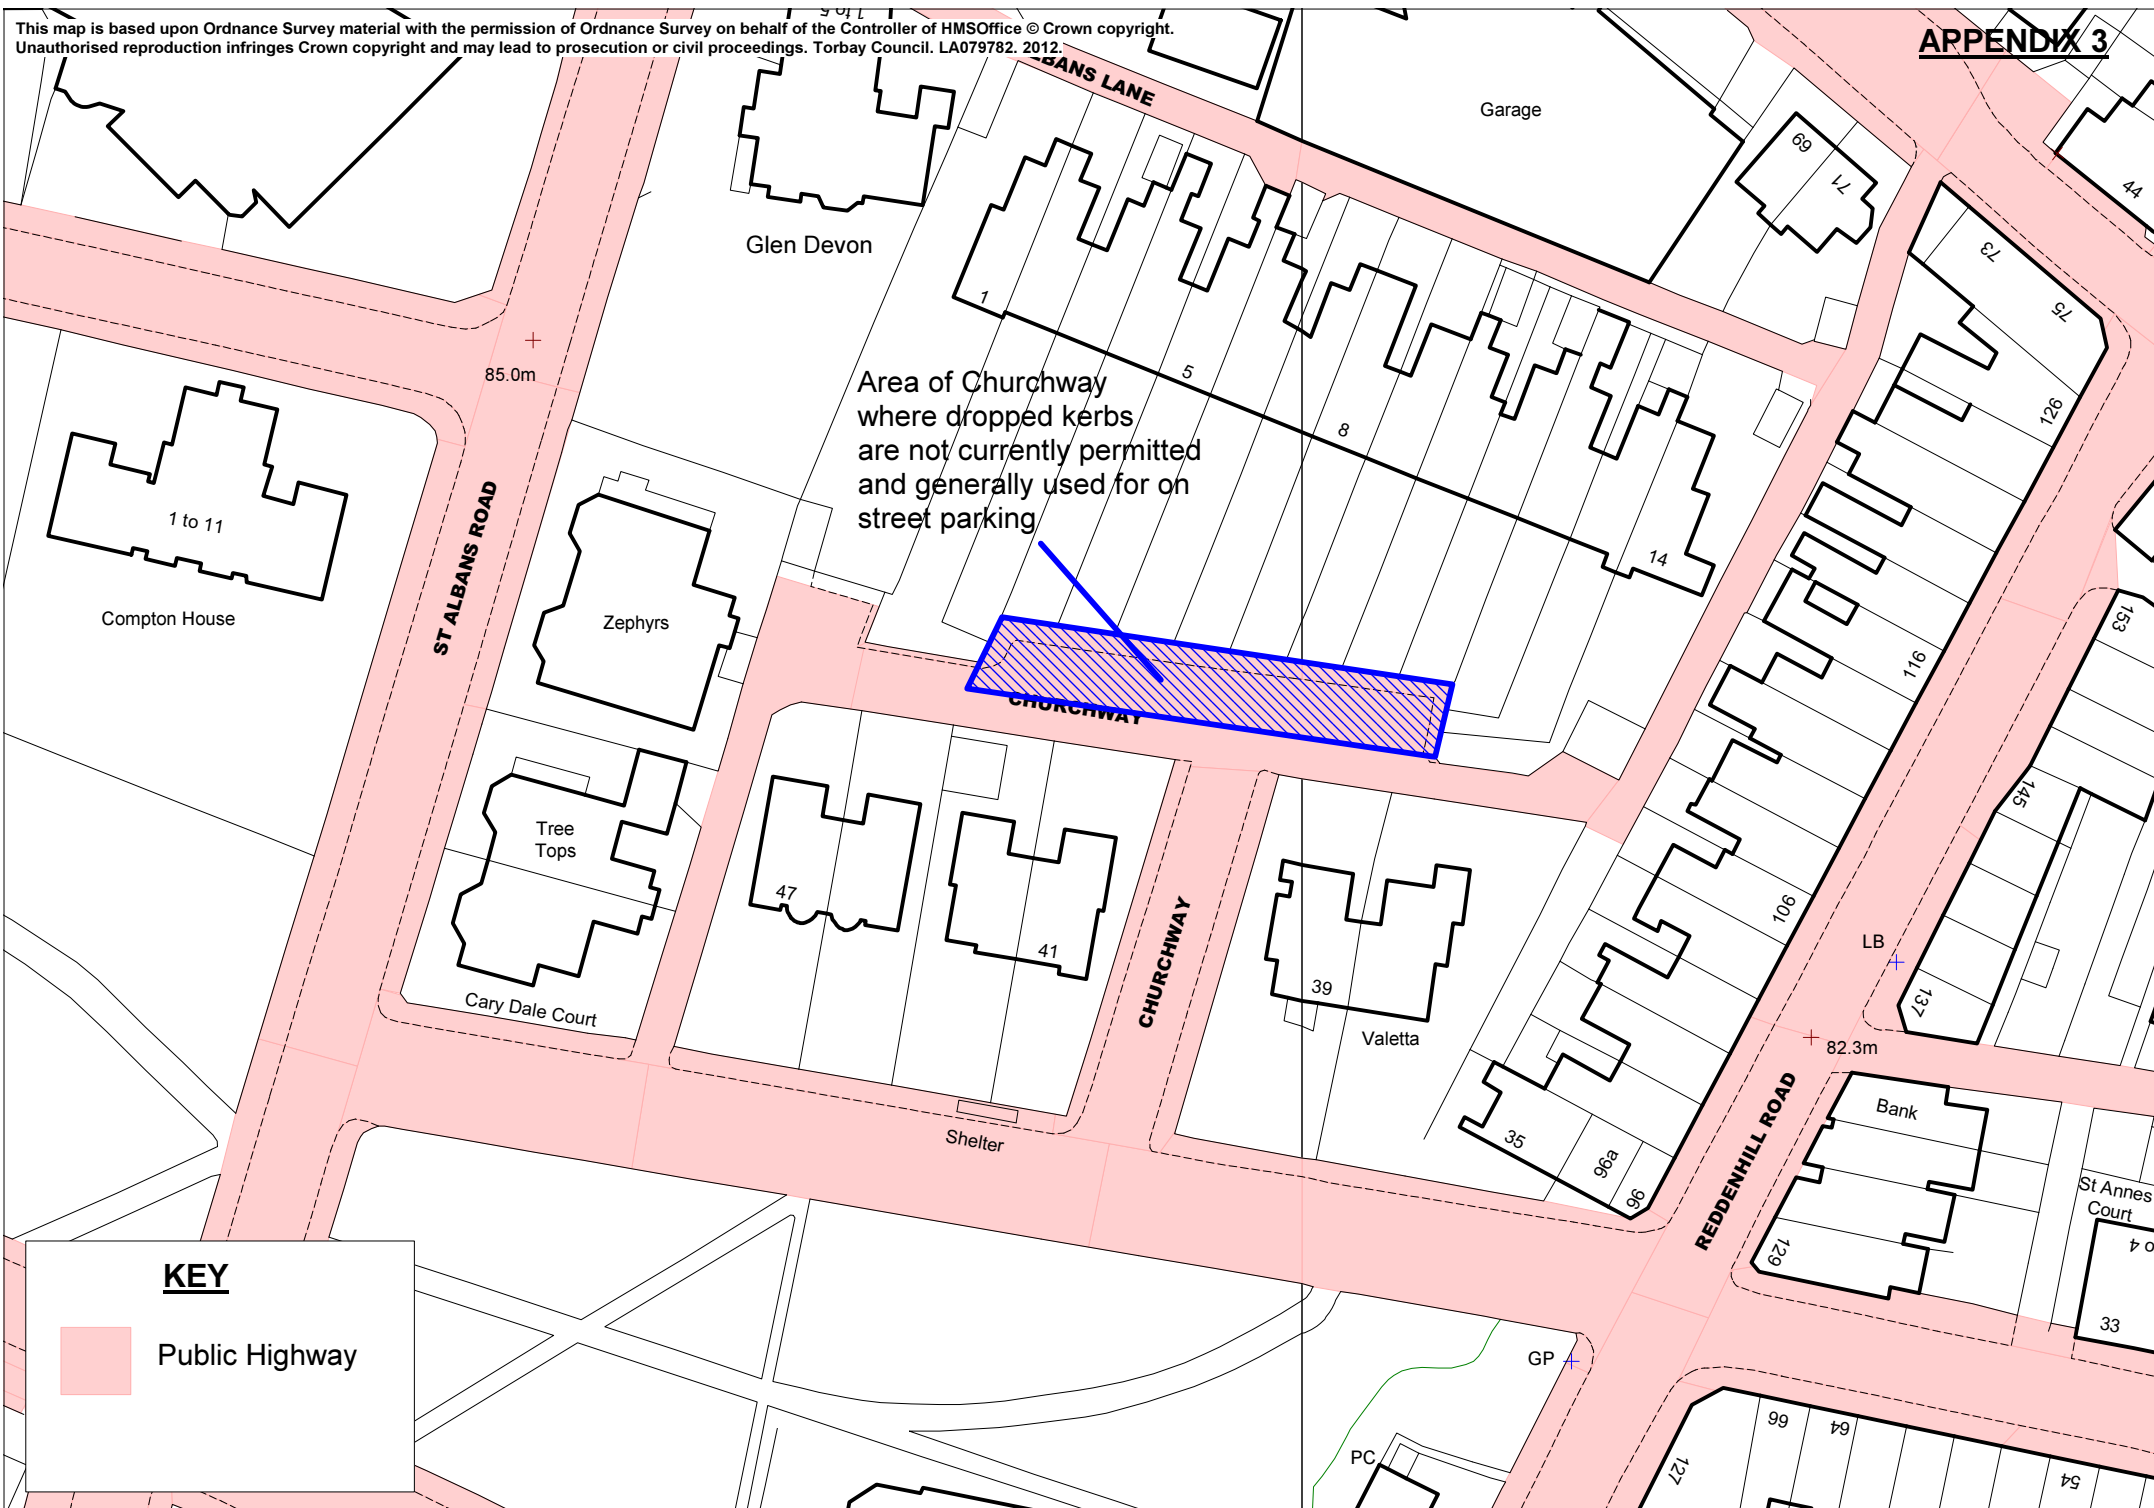 This map is based upon Ordnance Survey material with the permission of Ordnance Survey on behalf of the Controller of HMSOffice © Crown copyright.
Unauthorised reproduction infringes Crown copyright and may lead to prosecution or civil proceedings. Torbay Council. LA079782. 2012.
APPENDIX 3
1 to 5
BANS LANE
Garage
69
71
44
73
75
Glen Devon
1
5
8
14
126
85.0m
Area of Churchway
where dropped kerbs
are not currently permitted
and generally used for on
street parking
1 to 11
Compton House
ST ALBANS ROAD
Zephyrs
CHURCHWAY
116
153
145
Tree
Tops
47
41
CHURCHWAY
39
Valetta
106
LB
137
82.3m
Cary Dale Court
Shelter
35
96a
96
REDDENHILL ROAD
Bank
St Annes
Court
129
33
KEY
Public Highway
GP
PC
127
66
64
54